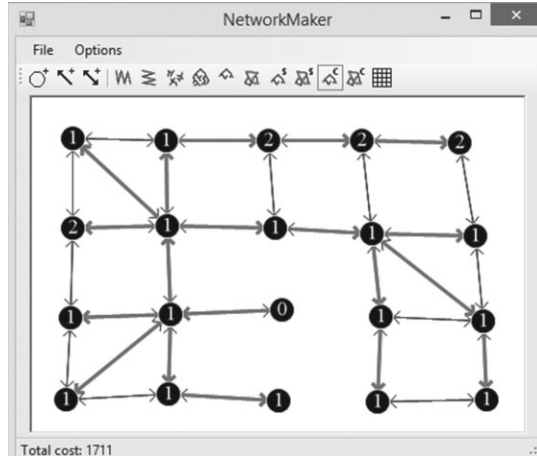 NetworkMaker
File Options
S S C C
1 1 2 2 2
2 1 1 1 1
1 1 0 1 1
1 1 1 1 1
Total cost: 1711